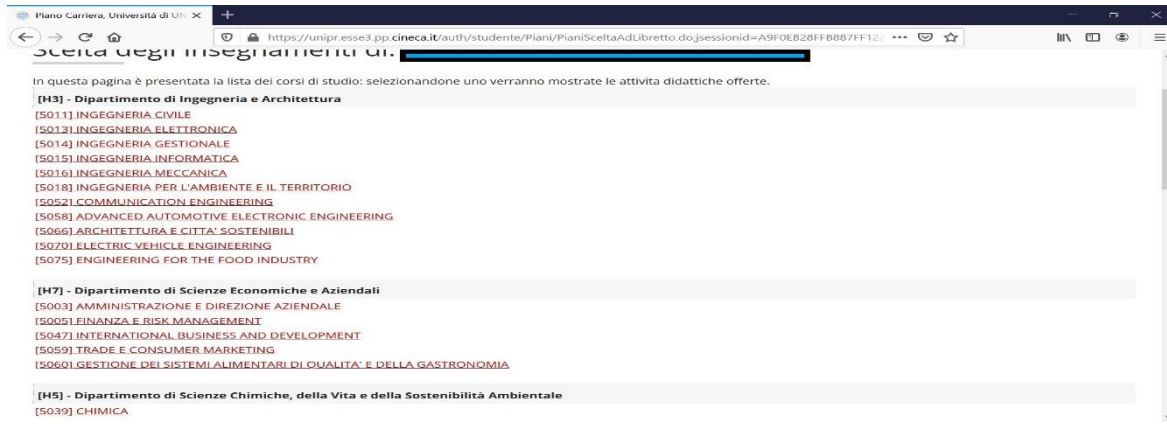 Piano Carriera, Università di UN
https://unipr.esse3.pp.cineca.it/auth/studente/Piani/PianiSceltaAdLibretto.do;jsessionid=A9F0EB28FFB887FF12
Scelta degli insegnamenti di:
In questa pagina è presentata la lista dei corsi di studio: selezionandone uno verranno mostrate le attivita didattiche offerte.
[H3] - Dipartimento di Ingegneria e Architettura
[5011] INGEGNERIA CIVILE
[5013] INGEGNERIA ELETTRONICA
[5014] INGEGNERIA GESTIONALE
[5015] INGEGNERIA INFORMATICA
[5016] INGEGNERIA MECCANICA
[5018] INGEGNERIA PER L'AMBIENTE E IL TERRITORIO
[5052] COMMUNICATION ENGINEERING
[5058] ADVANCED AUTOMOTIVE ELECTRONIC ENGINEERING
[5066] ARCHITETTURA E CITTA' SOSTENIBILI
[5070] ELECTRIC VEHICLE ENGINEERING
[5075] ENGINEERING FOR THE FOOD INDUSTRY
[H7] - Dipartimento di Scienze Economiche e Aziendali
[5003] AMMINISTRAZIONE E DIREZIONE AZIENDALE
[5005] FINANZA E RISK MANAGEMENT
[5047] INTERNATIONAL BUSINESS AND DEVELOPMENT
[5059] TRADE E CONSUMER MARKETING
[5060] GESTIONE DEI SISTEMI ALIMENTARI DI QUALITA' E DELLA GASTRONOMIA
[H5] - Dipartimento di Scienze Chimiche, della Vita e della Sostenibilità Ambientale
[5039] CHIMICA